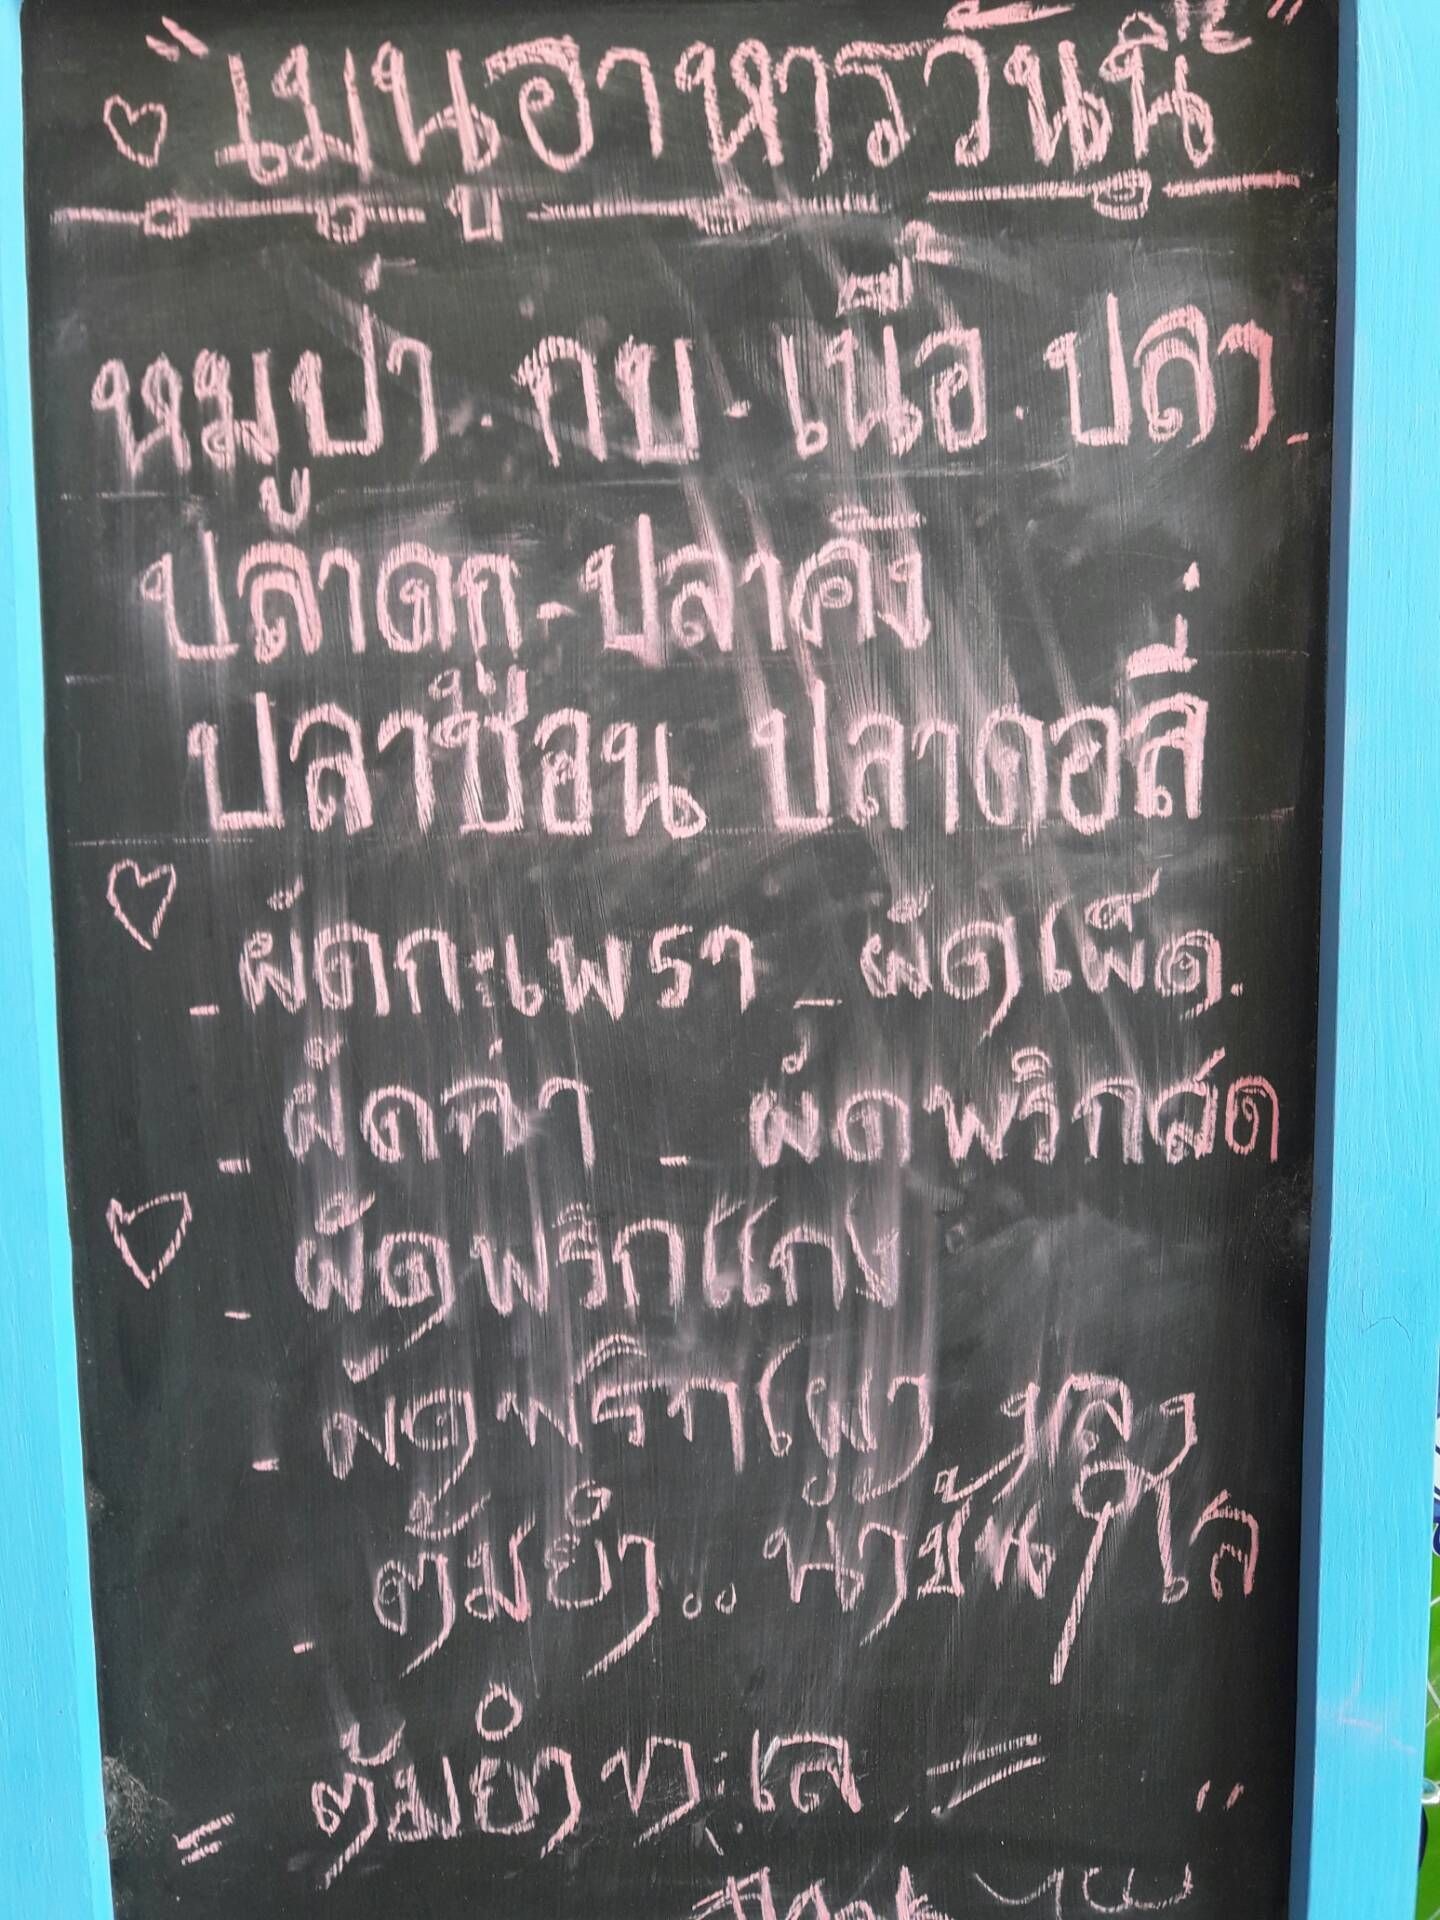 "เมนูอาหารวันนี้"
หมูป่า. กบ - เนื้อ. ปลา -
ปลาดุก - ปลาคัง
ปลาช่อน ปลาดอลี่
- ผัดกะเพรา - ผัดเผ็ด.
- ผัดฉ่า - ผัดพริกสด
- ผัดพริกแกง
- ผัดพริกเผา
- ต้มยำ.. น้ำข้น/ใส
= ต้มยำทะเล =